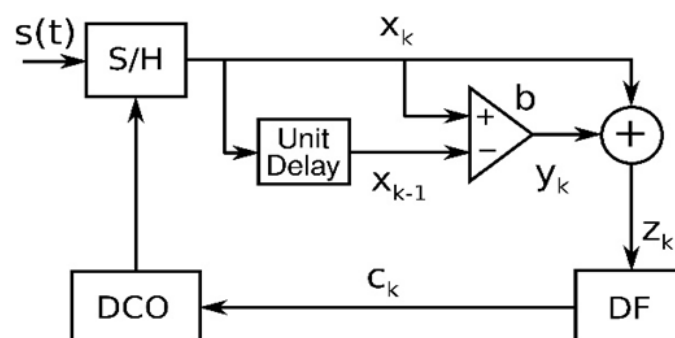 s(t)
S/H
x_k
b
+
−
+
Unit
Delay
x_{k-1}
y_k
z_k
c_k
DCO
DF